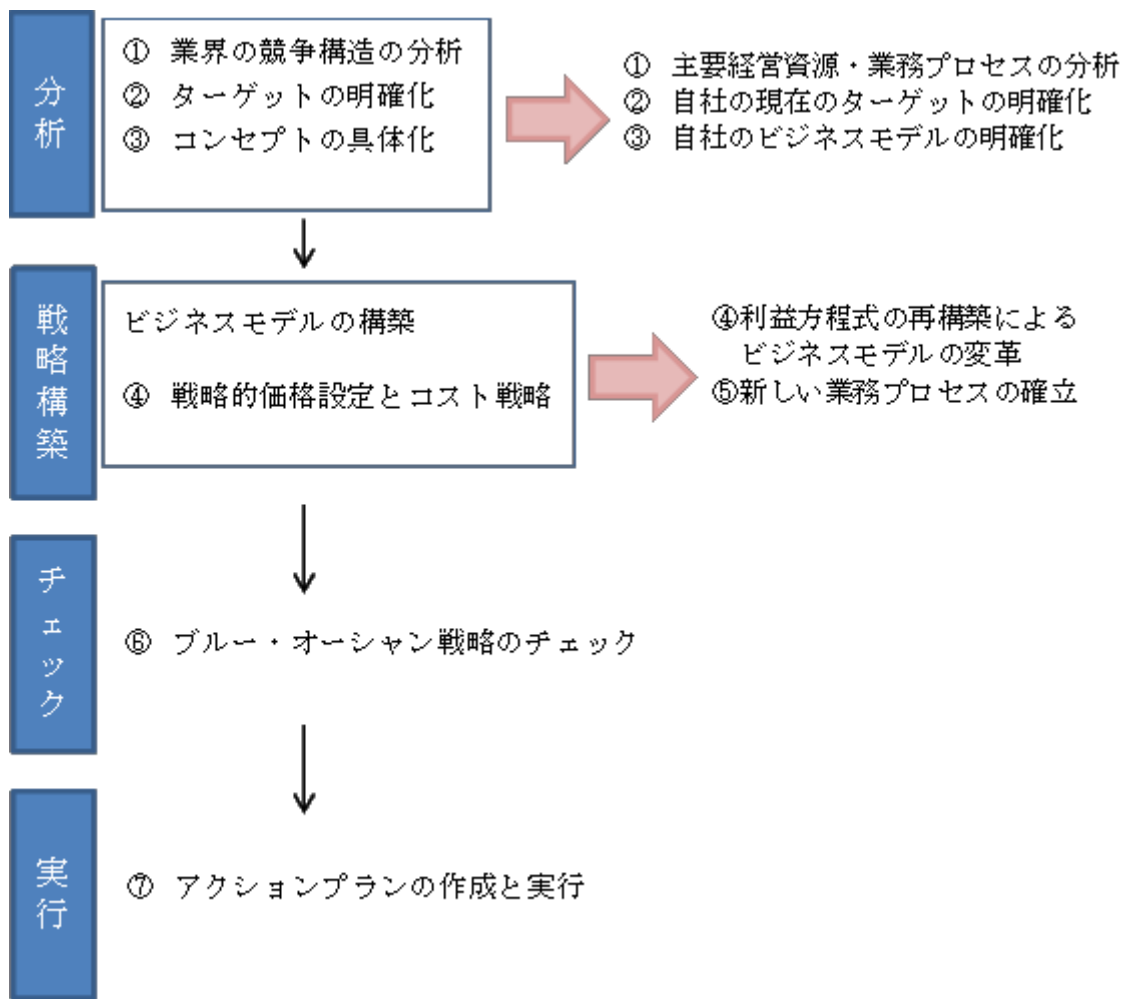 分析
① 業界の競争構造の分析
② ターゲットの明確化
③ コンセプトの具体化
① 主要経営資源・業務プロセスの分析
② 自社の現在のターゲットの明確化
③ 自社のビジネスモデルの明確化
戦略構築
ビジネスモデルの構築
④ 戦略的価格設定とコスト戦略
④利益方程式の再構築による
ビジネスモデルの変革
⑤新しい業務プロセスの確立
チェック
⑥ ブルー・オーシャン戦略のチェック
実行
⑦ アクションプランの作成と実行